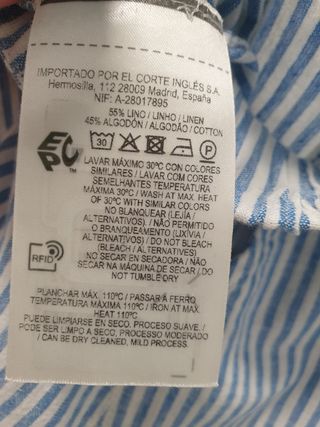 IMPORTADO POR EL CORTE INGLÉS S.A.
Hermosilla, 112 28009 Madrid, España
NIF: A-28017895
55% LINO / LINHO / LINEN
45% ALGODÓN / ALGODÃO / COTTON
30
P
EPC™
LAVAR MÁXIMO 30ºC CON COLORES
SIMILARES / LAVAR COM CORES
SEMELHANTES TEMPERATURA
MÁXIMA 30ºC / WASH AT MAX. HEAT
OF 30ºC WITH SIMILAR COLORS
NO BLANQUEAR (LEJÍA /
ALTERNATIVOS) / NÃO PERMITIDO
O BRANQUEAMENTO (LIXÍVIA /
ALTERNATIVOS) / DO NOT BLEACH
(BLEACH / ALTERNATIVES)
NO SECAR EN SECADORA / NÃO
SECAR NA MÁQUINA DE SECAR / DO
NOT TUMBLE DRY
RFID
PLANCHAR MÁX. 110ºC / PASSAR A FERRO
TEMPERATURA MÁXIMA 110ºC / IRON AT MAX.
HEAT 110ºC
PUEDE LIMPIARSE EN SECO, PROCESO SUAVE. /
PODE SER LIMPO A SECO, PROCESSO MODERADO
/ CAN BE DRY CLEANED, MILD PROCESS.